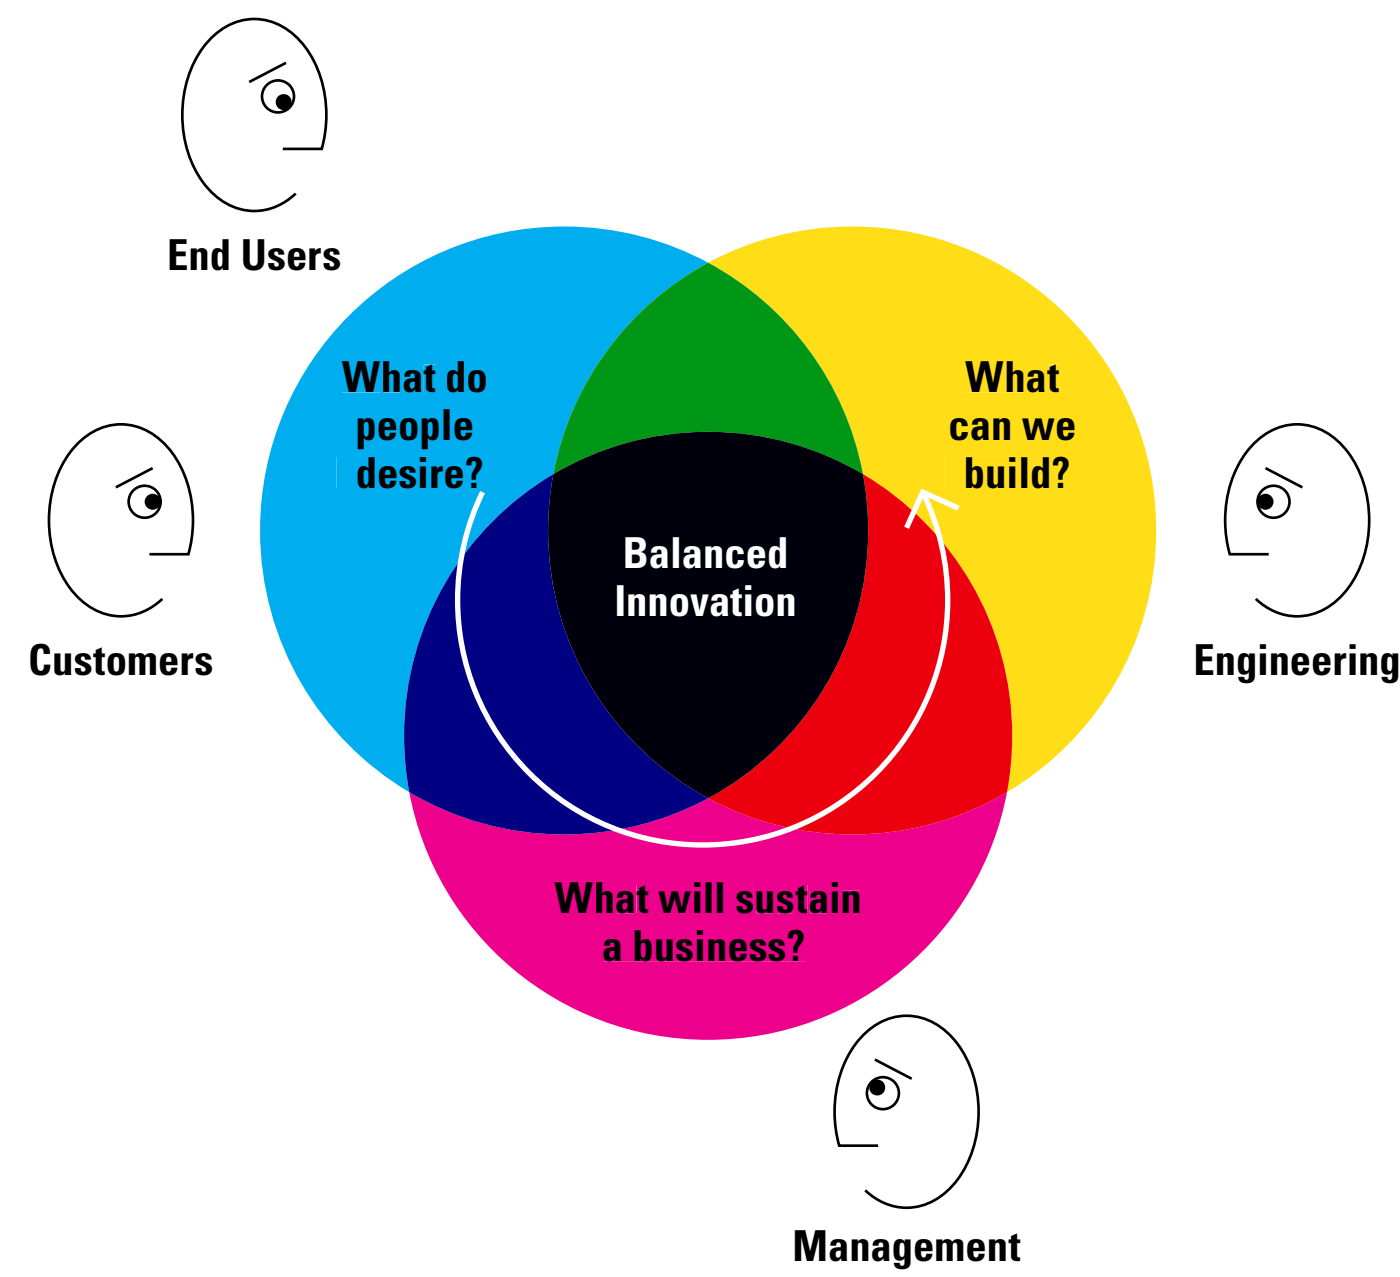 End Users
What do
people
desire?
What
can we
build?
Balanced
Innovation
Customers
Engineering
What will sustain
a business?
Management